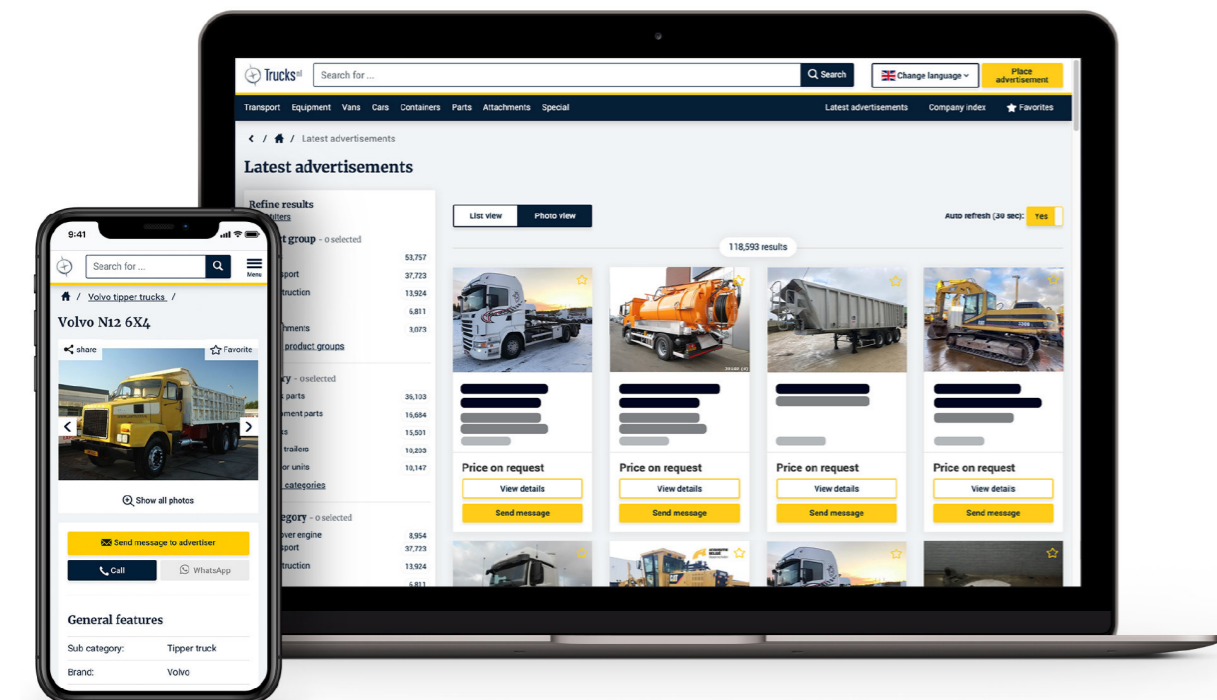 Trucks.nl
Search for ...
Search
Change language
Place advertisement
Transport Equipment Vans Cars Containers Parts Attachments Special
Latest advertisements Company index Favorites
/ / Latest advertisements
Latest advertisements
Refine results
filters
group - 0 selected
53,757
37,723
13,924
6,811
3,073
product groups
- 0 selected
parts 36,103
parts 15,684
15,531
trailers 10,233
units 10,147
categories
- 0 selected
engine 8,954
37,723
13,924
6,811
List view Photo view
Auto refresh (30 sec): Yes
118,593 results
Price on request Price on request Price on request Price on request
View details View details View details View details
Send message Send message Send message Send message
9:41
Search for ...
Menu
/ Volvo tipper trucks /
Volvo N12 6X4
share Favorite
Show all photos
Send message to advertiser
Call WhatsApp
General features
Sub category: Tipper truck
Brand: Volvo